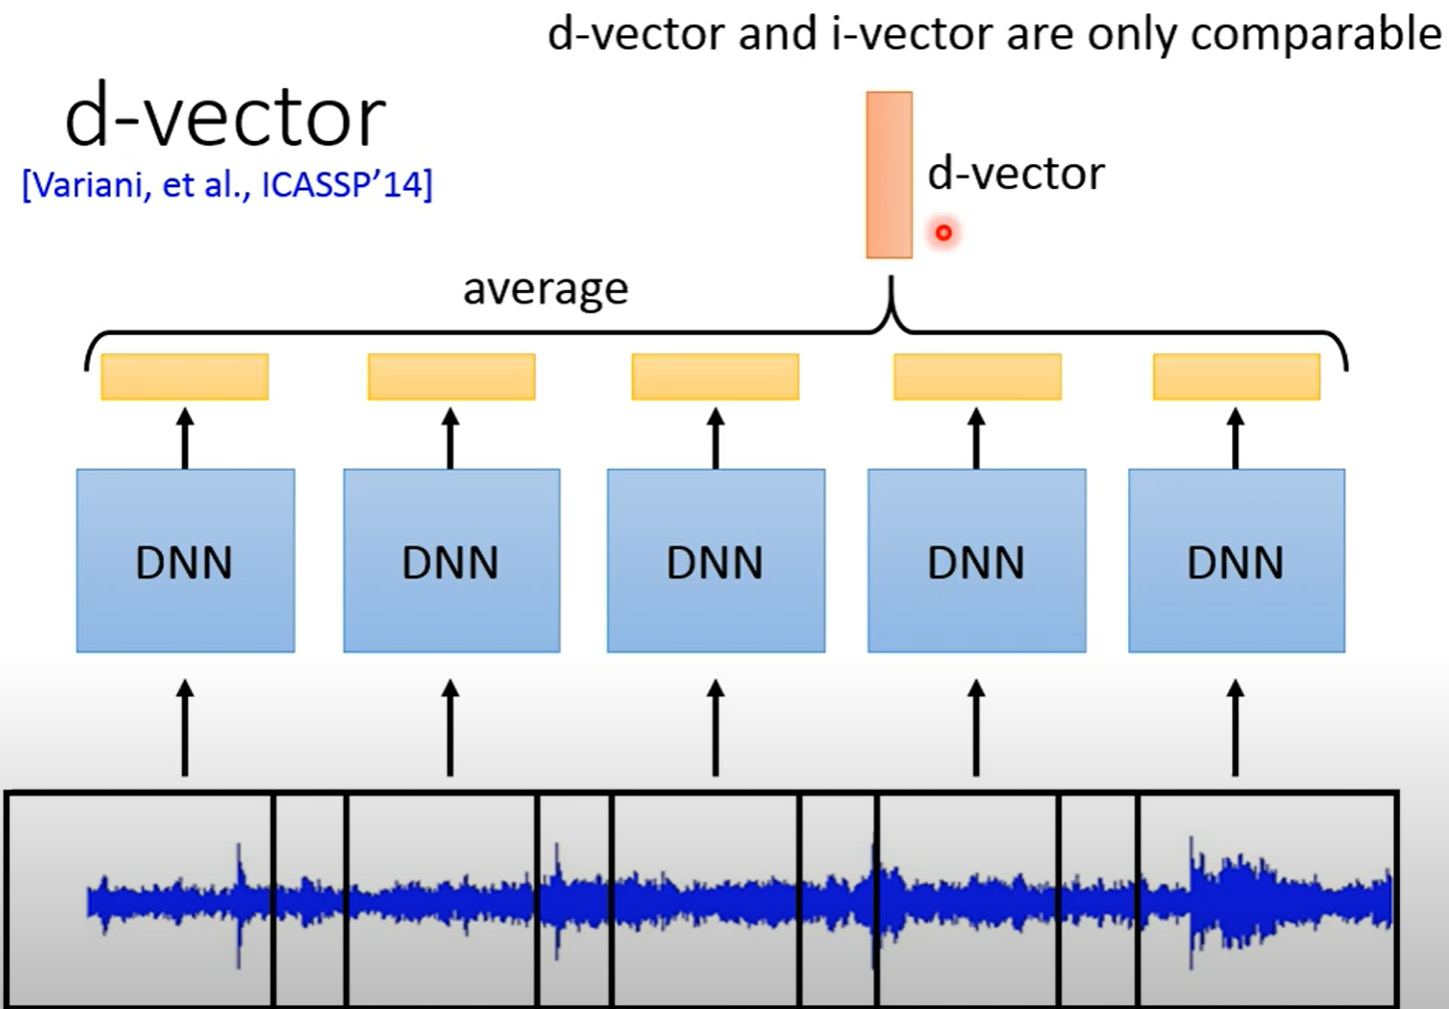 d-vector and i-vector are only comparable
d-vector
[Variani, et al., ICASSP’14]
d-vector
average
DNN
DNN
DNN
DNN
DNN